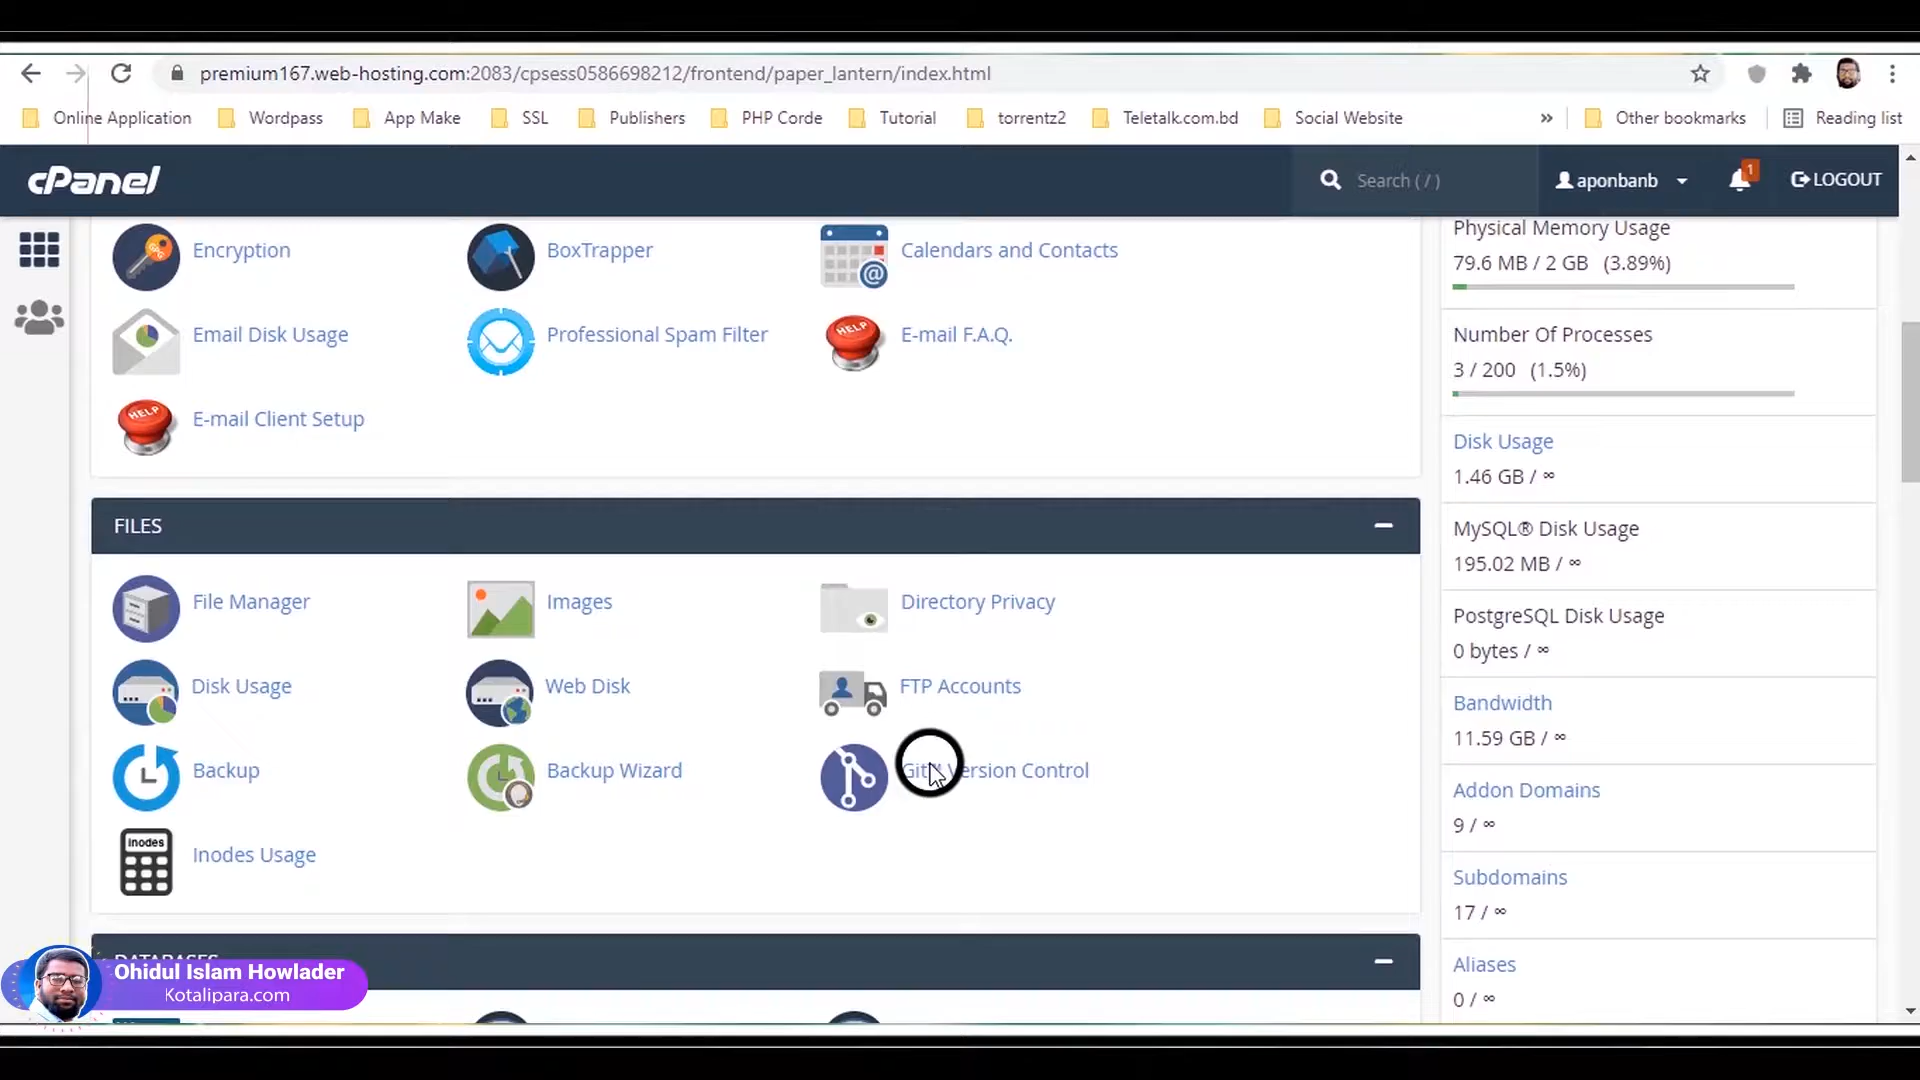 premium167.web-hosting.com:2083/cpsess0586698212/frontend/paper_lantern/index.html
Online Application
Wordpass
App Make
SSL
Publishers
PHP Corde
Tutorial
torrentz2
Teletalk.com.bd
Social Website
»
Other bookmarks
Reading list
cPanel
Search ( / )
aponbanb
1
LOGOUT
Encryption
BoxTrapper
Calendars and Contacts
Email Disk Usage
Professional Spam Filter
HELP
E-mail F.A.Q.
HELP
E-mail Client Setup
FILES
File Manager
Images
Directory Privacy
Disk Usage
Web Disk
FTP Accounts
Backup
Backup Wizard
Version Control
Inodes
Inodes Usage
DATABASES
Physical Memory Usage
79.6 MB / 2 GB (3.89%)
Number Of Processes
3 / 200 (1.5%)
Disk Usage
1.46 GB / ∞
MySQL® Disk Usage
195.02 MB / ∞
PostgreSQL Disk Usage
0 bytes / ∞
Bandwidth
11.59 GB / ∞
Addon Domains
9 / ∞
Subdomains
17 / ∞
Aliases
0 / ∞
Ohidul Islam Howlader
Kotalipara.com